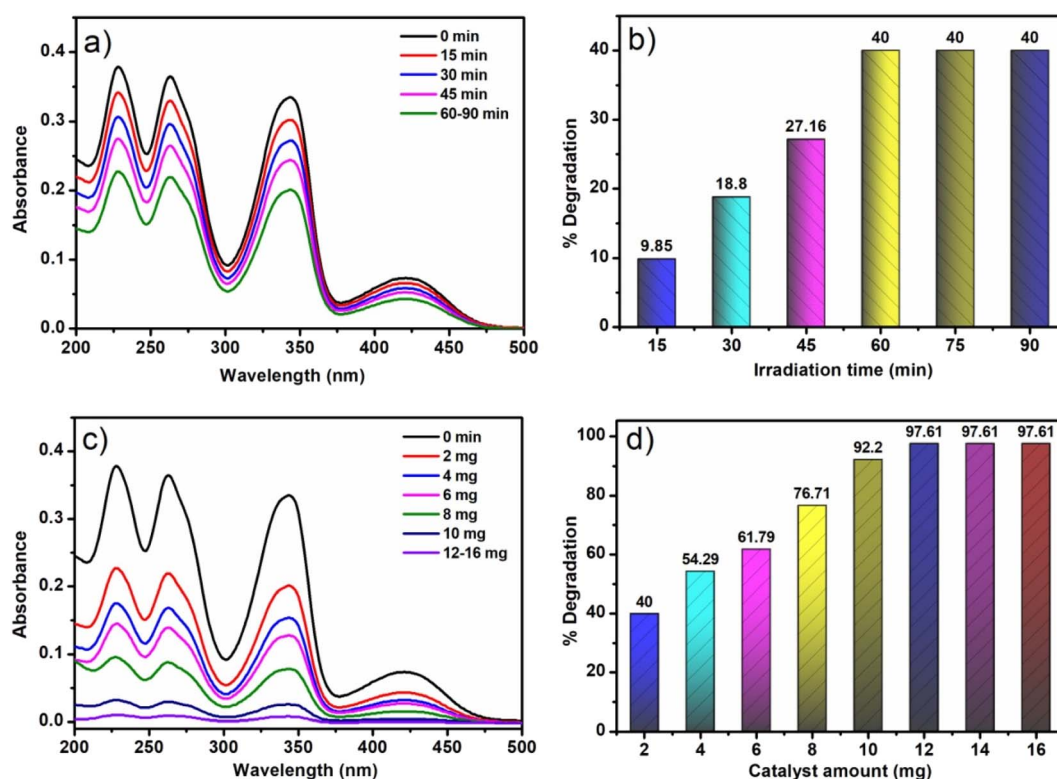 a)
0 min
15 min
30 min
45 min
60-90 min
0.4
0.3
0.2
0.1
0.0
Absorbance
200 250 300 350 400 450 500
Wavelength (nm)
b)
40
30
20
10
0
% Degradation
9.85
18.8
27.16
40
40
40
15 30 45 60 75 90
Irradiation time (min)
c)
0 min
2 mg
4 mg
6 mg
8 mg
10 mg
12-16 mg
0.4
0.3
0.2
0.1
0.0
Absorbance
200 250 300 350 400 450 500
Wavelength (nm)
d)
100
80
60
40
20
0
% Degradation
40
54.29
61.79
76.71
92.2
97.61
97.61
97.61
2 4 6 8 10 12 14 16
Catalyst amount (mg)